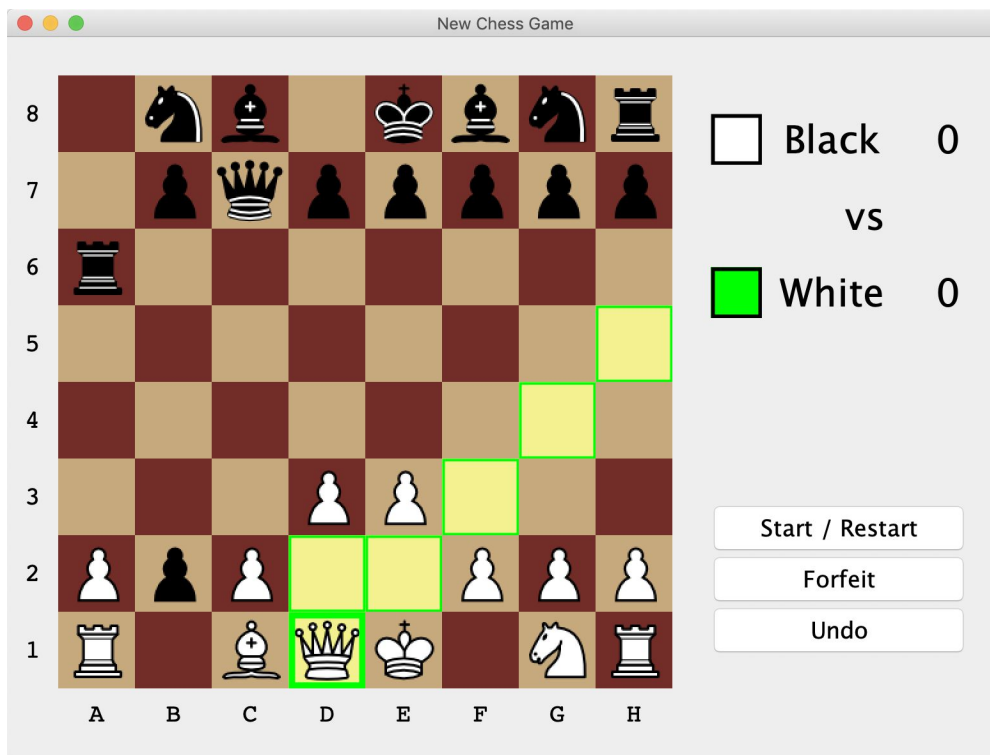 New Chess Game
8
7
6
5
4
3
2
1
A B C D E F G H
Black 0
vs
White 0
Start / Restart
Forfeit
Undo